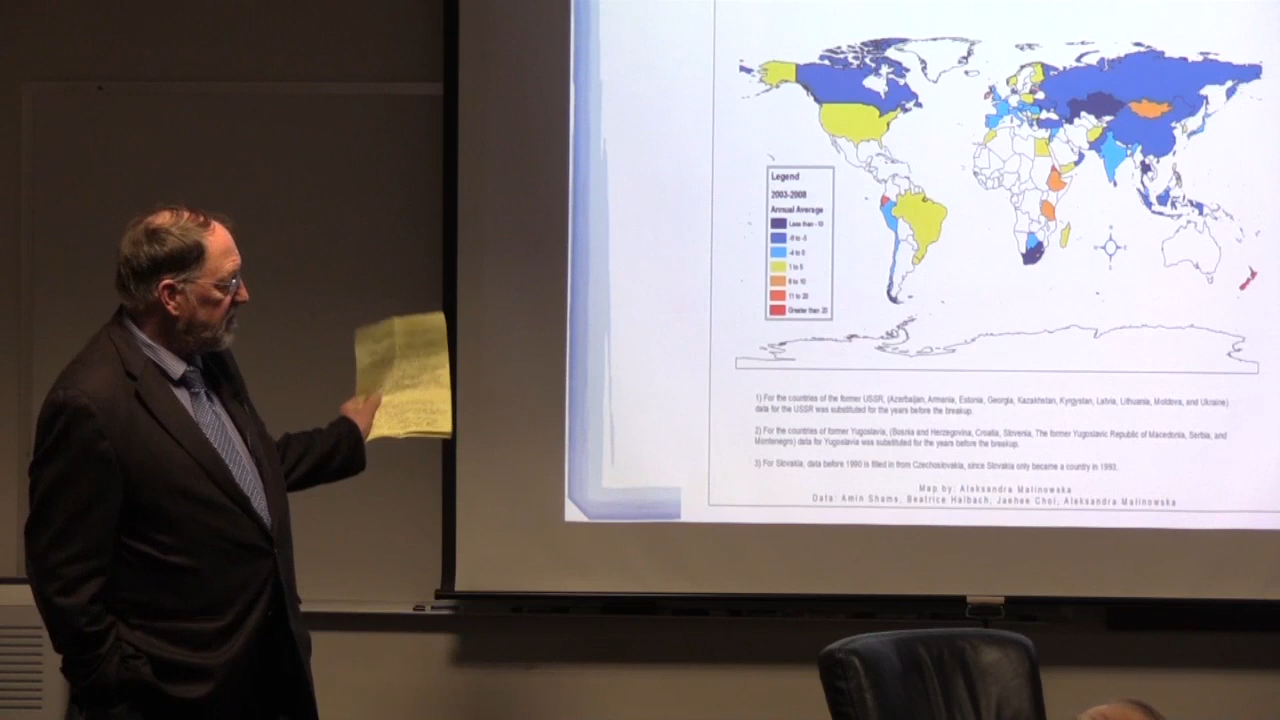 Legend
2003-2008
Annual Average
Less than -10
-9 to -5
-4 to 0
1 to 5
6 to 10
11 to 20
Greater than 20
1) For the countries of the former USSR, (Azerbaijan, Armenia, Estonia, Georgia, Kazakhstan, Kyrgystan, Latvia, Lithuania, Moldova, and Ukraine)
data for the USSR was substituted for the years before the breakup.
2) For the countries of former Yugoslavia, (Bosnia and Herzegovina, Croatia, Slovenia, The former Yugoslavic Republic of Macedonia, Serbia, and
Montenegro) data for Yugoslavia was substituted for the years before the breakup.
3) For Slovakia, data before 1990 is filled in from Czechoslovakia, since Slovakia only became a country in 1993.
Map by: Aleksandra Malinowska
Data: Amin Shams, Beatrice Halbach, Jaehee Choi, Aleksandra Malinowska